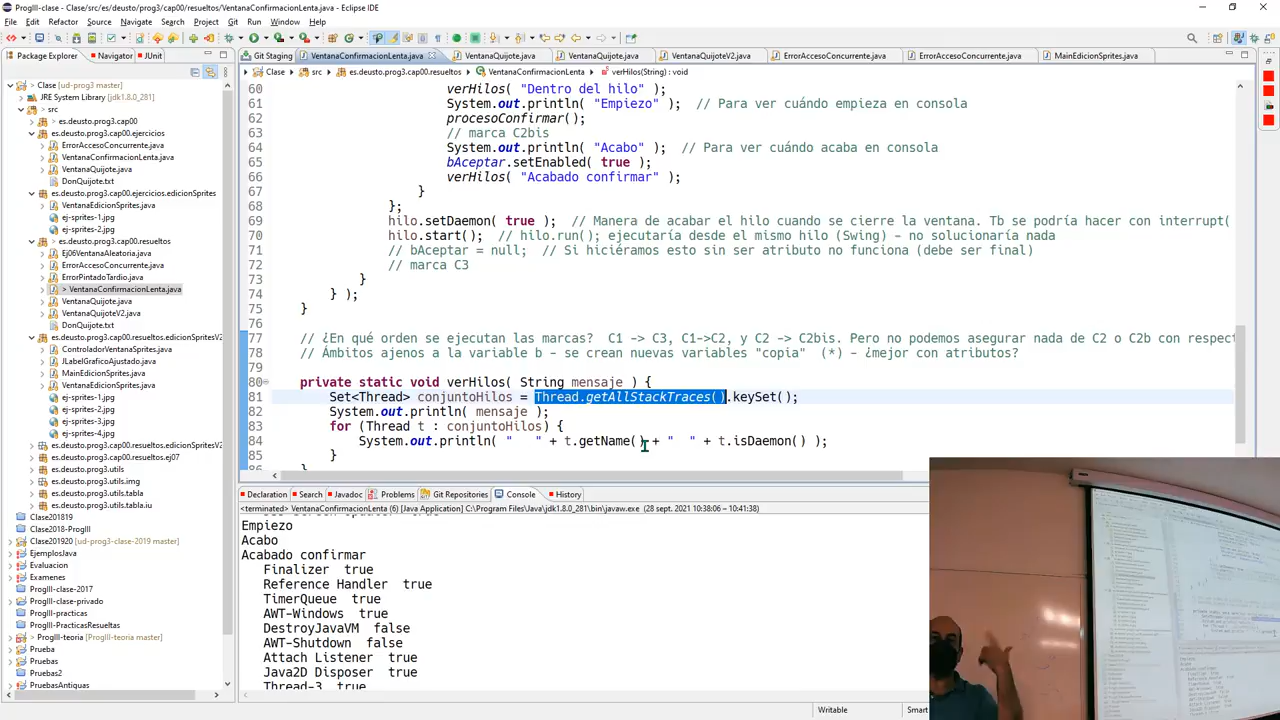 ProgIII-clase - Clase/src/es/deusto/prog3/cap00/resueltos/VentanaConfirmacionLenta.java - Eclipse IDE
File Edit Refactor Source Navigate Search Project Git Run Window Help
Package Explorer Navigator JUnit
Git Staging VentanaConfirmacionLenta.java VentanaQuijote.java VentanaQuijote.java VentanaQuijoteV2.java ErrorAccesoConcurrente.java ErrorAccesoConcurrente.java MainEdicionSprites.java
Clase src es.deusto.prog3.cap00.resueltos VentanaConfirmacionLenta verHilos(String) : void
Clase [ud-prog3 master]
JRE System Library [jdk1.8.0_281]
src
es.deusto.prog3.cap00
es.deusto.prog3.cap00.ejercicios
ErrorAccesoConcurrente.java
VentanaConfirmacionLenta.java
VentanaQuijote.java
DonQuijote.txt
es.deusto.prog3.cap00.ejercicios.edicionSprites
VentanaEdicionSprites.java
ej-sprites-1.jpg
ej-sprites-2.jpg
es.deusto.prog3.cap00.resueltos
Ej06VentanaAleatoria.java
ErrorAccesoConcurrente.java
ErrorPintadoTardio.java
> VentanaConfirmacionLenta.java
VentanaQuijote.java
VentanaQuijoteV2.java
DonQuijote.txt
es.deusto.prog3.cap00.resueltos.edicionSpritesV2
ControladorVentanaSprites.java
JLabelGraficoAjustado.java
MainEdicionSprites.java
VentanaEdicionSprites.java
ej-sprites-1.jpg
ej-sprites-2.jpg
ej-sprites-3.jpg
ej-sprites-4.jpg
es.deusto.prog3.cap00.resueltos.ej07
es.deusto.prog3.utils
es.deusto.prog3.utils.img
es.deusto.prog3.utils.tabla
es.deusto.prog3.utils.tabla.iu
Clase201819
Clase2018-ProgIII
Clase201920 [ud-prog3-clase-2019 master]
EjemplosJava
Evaluacion
Examenes
ProgIII-clase-2017
ProgIII-clase-privado
ProgIII-practicas
ProgIII-PracticasResueltas
> ProgIII-teoria [ProgIII-teoria master]
Prueba
Pruebas
Pruebas2
PruebasAntiguas
60 verHilos( "Dentro del hilo" );
61 System.out.println( "Empiezo" ); // Para ver cuándo empieza en consola
62 procesoConfirmar();
63 // marca C2bis
64 System.out.println( "Acabo" ); // Para ver cuándo acaba en consola
65 bAceptar.setEnabled( true );
66 verHilos( "Acabado confirmar" );
67 }
68 };
69 hilo.setDaemon( true ); // Manera de acabar el hilo cuando se cierre la ventana. Tb se podría hacer con interrupt(
70 hilo.start(); // hilo.run(); ejecutaría desde el mismo hilo (Swing) - no solucionaría nada
71 // bAceptar = null; // Si hiciéramos esto sin ser atributo no funciona (debe ser final)
72 // marca C3
73 }
74 } );
75 }
76
77 // ¿En qué orden se ejecutan las marcas? C1 -> C3, C1->C2, y C2 -> C2bis. Pero no podemos asegurar nada de C2 o C2b con respect
78 // Ámbitos ajenos a la variable b - se crean nuevas variables "copia" (*) - ¿mejor con atributos?
79
80 private static void verHilos( String mensaje ) {
81 Set<Thread> conjuntoHilos = Thread.getAllStackTraces().keySet();
82 System.out.println( mensaje );
83 for (Thread t : conjuntoHilos) {
84 System.out.println( "   " + t.getName() + "  " + t.isDaemon() );
85 }
86 }
Declaration Search Javadoc Problems Git Repositories Console History
<terminated> VentanaConfirmacionLenta (6) [Java Application] C:\Program Files\Java\jdk1.8.0_281\bin\javaw.exe (28 sept. 2021 10:38:06 - 10:41:38)
Empiezo
Acabo
Acabado confirmar
Finalizer true
Reference Handler true
TimerQueue true
AWT-Windows true
DestroyJavaVM false
AWT-Shutdown false
Attach Listener true
Java2D Disposer true
Thread-3 true
Writable Smart